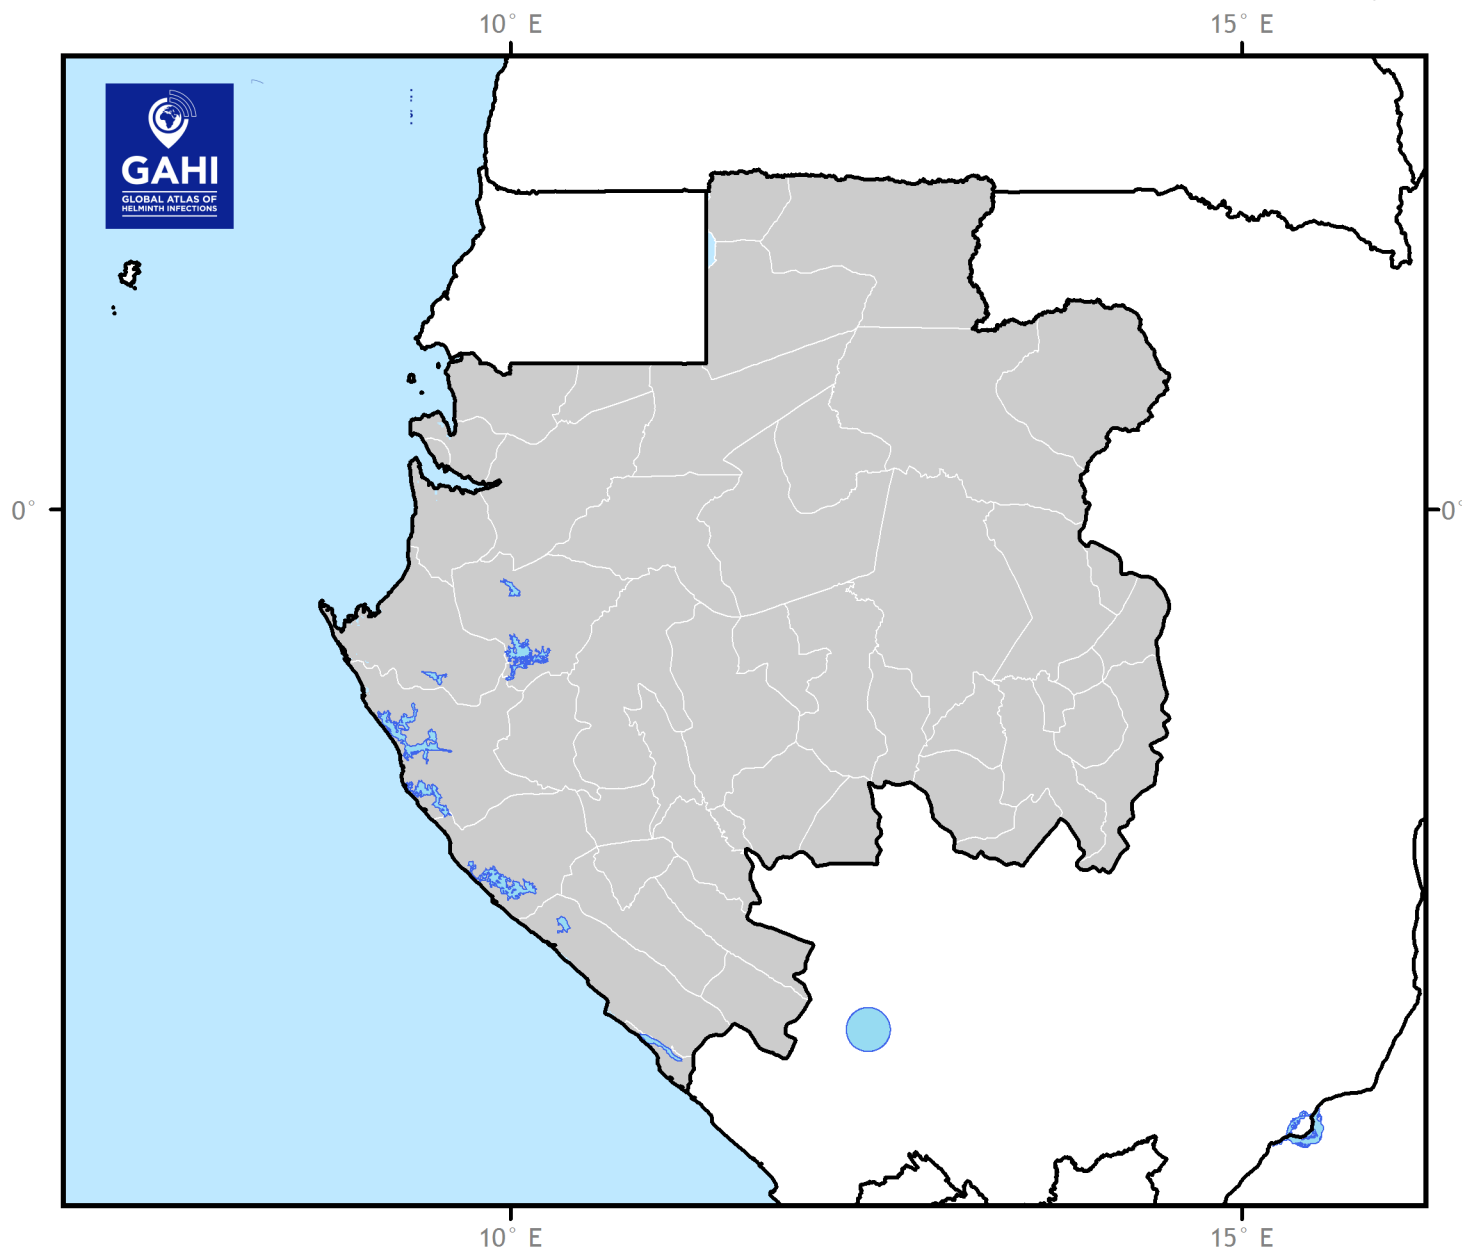 10° E
15° E
GAHI
GLOBAL ATLAS OF
HELMINTH INFECTIONS
0°
0°
10° E
15° E